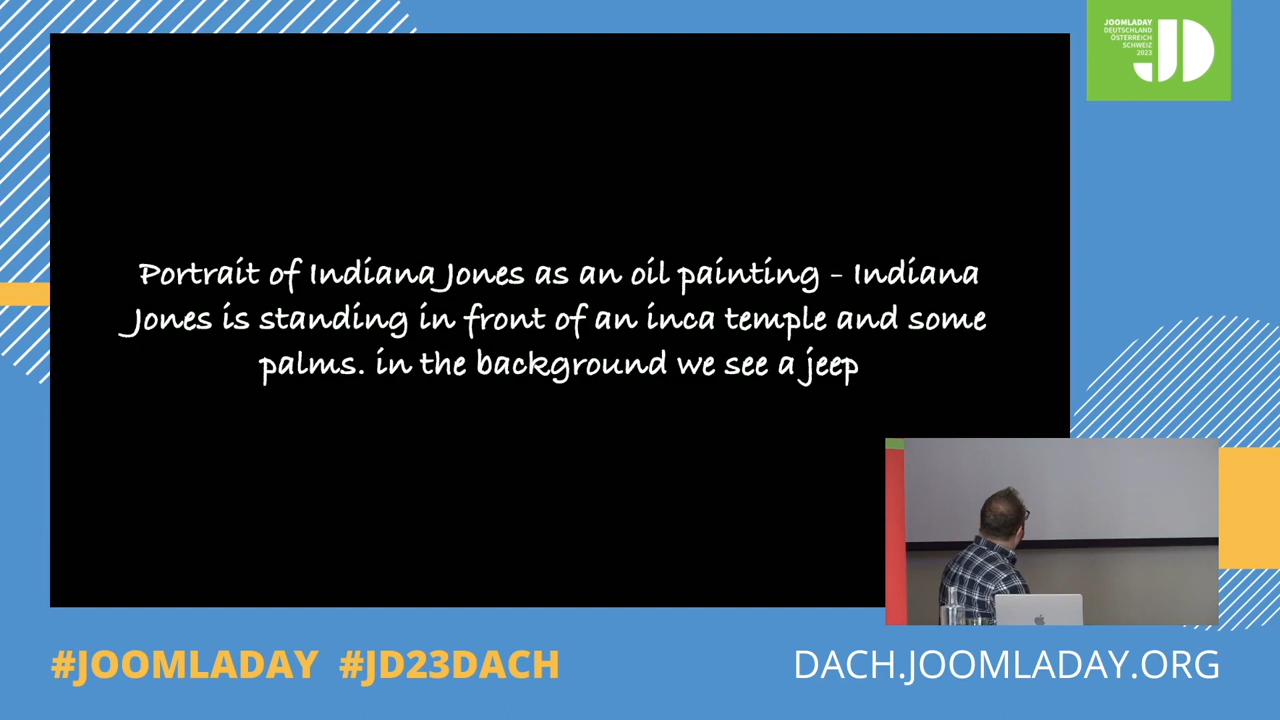 JOOMLADAY
DEUTSCHLAND
ÖSTERREICH
SCHWEIZ
2023
JD
Portrait of Indiana Jones as an oil painting - Indiana
Jones is standing in front of an inca temple and some
palms. in the background we see a jeep
#JOOMLADAY #JD23DACH
DACH.JOOMLADAY.ORG